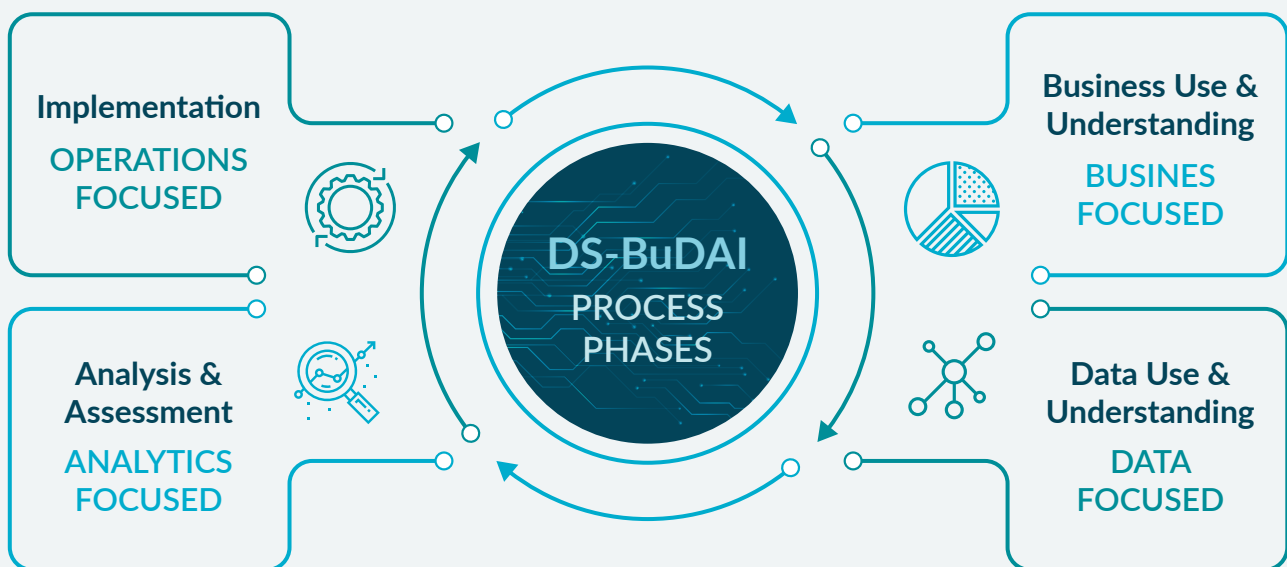 Implementation
OPERATIONS
FOCUSED
Business Use &
Understanding
BUSINES
FOCUSED
DS-BuDAI
PROCESS
PHASES
Analysis &
Assessment
ANALYTICS
FOCUSED
Data Use &
Understanding
DATA
FOCUSED